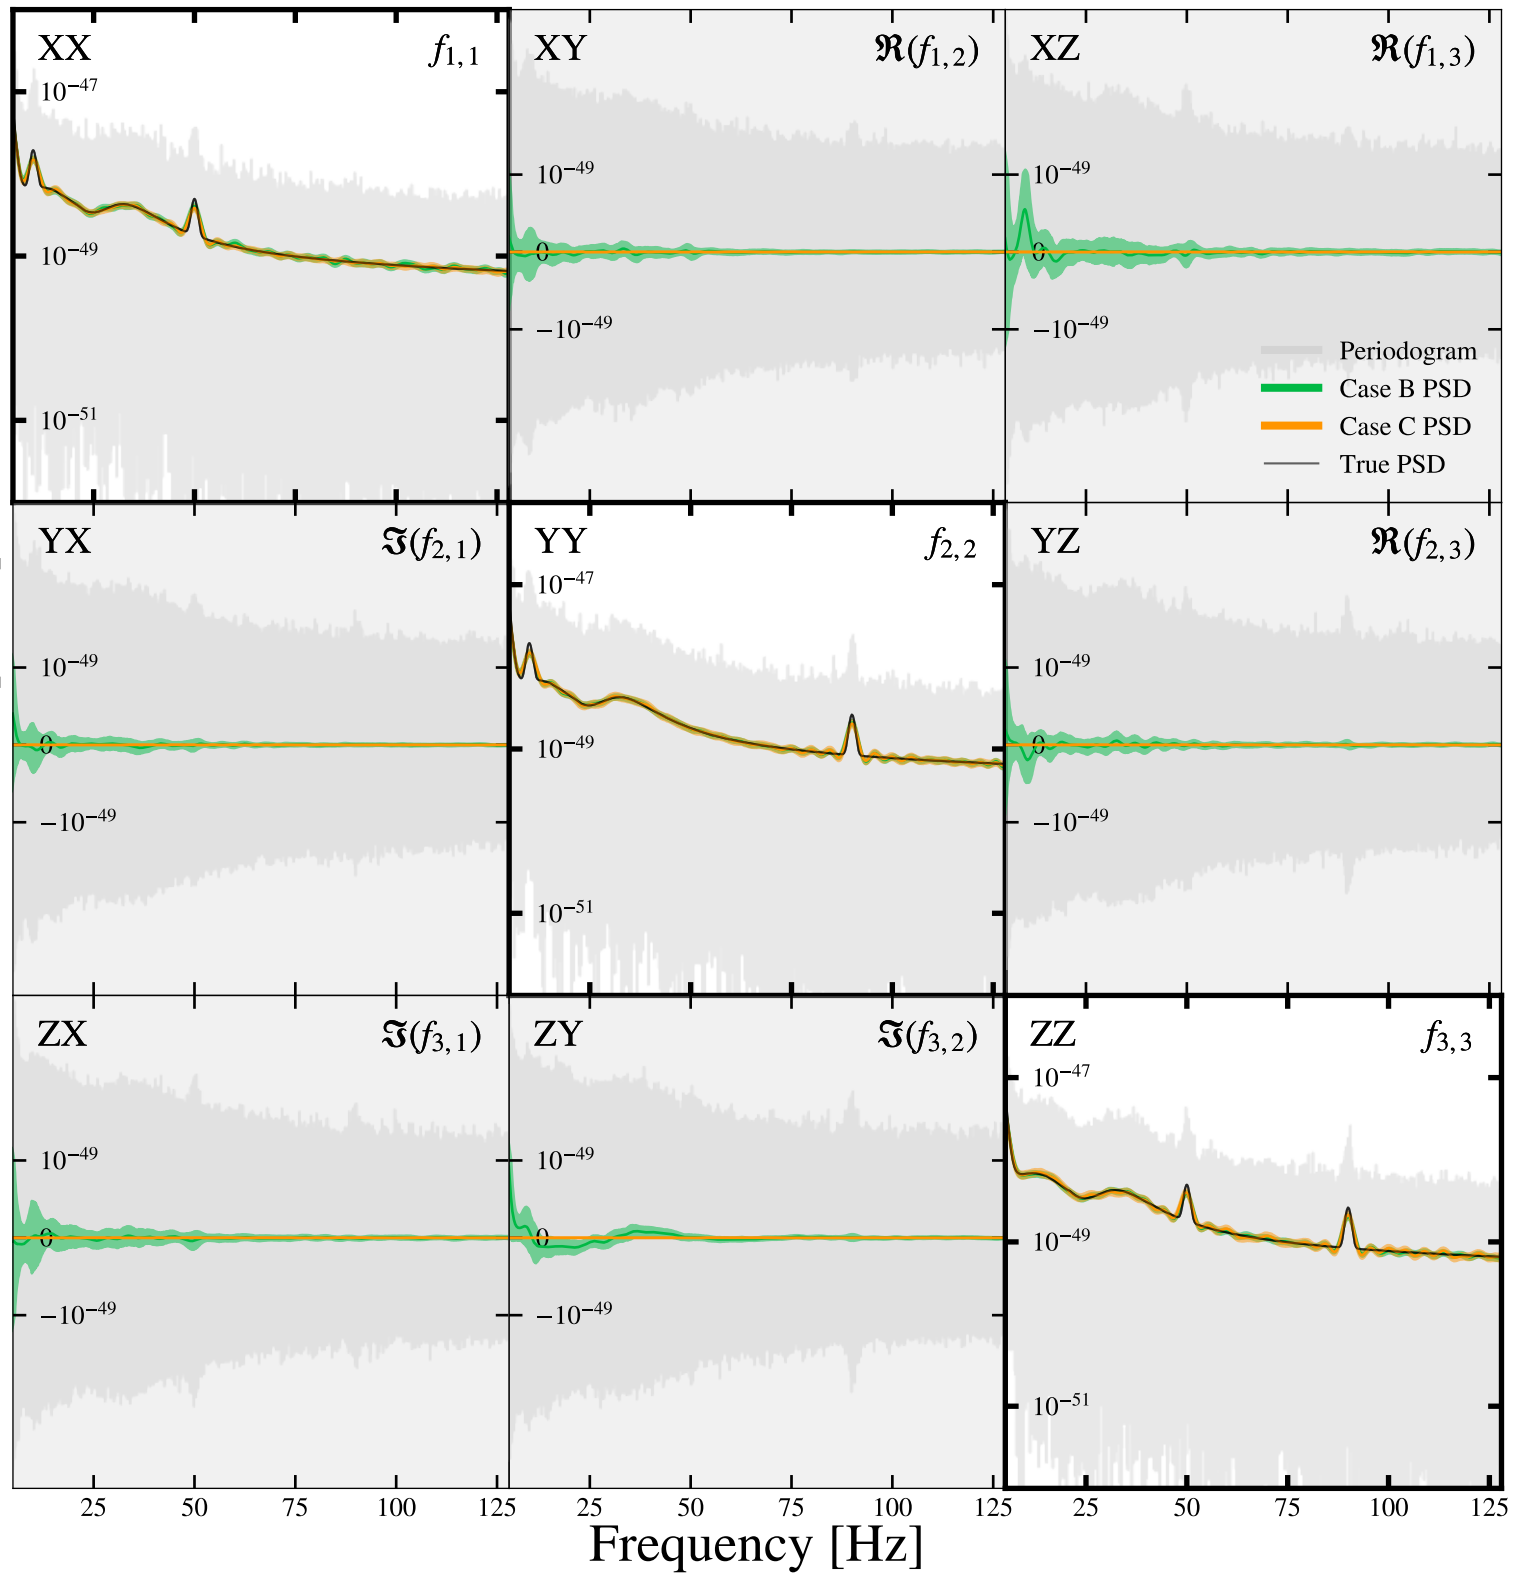 XX f₁,₁
10⁻⁴⁷
10⁻⁴⁹
10⁻⁵¹
XY ℜ(f₁,₂)
10⁻⁴⁹
0
−10⁻⁴⁹
XZ ℜ(f₁,₃)
10⁻⁴⁹
0
−10⁻⁴⁹
Periodogram
Case B PSD
Case C PSD
True PSD
YX ℑ(f₂,₁)
10⁻⁴⁹
0
−10⁻⁴⁹
YY f₂,₂
10⁻⁴⁷
10⁻⁴⁹
10⁻⁵¹
YZ ℜ(f₂,₃)
10⁻⁴⁹
0
−10⁻⁴⁹
ZX ℑ(f₃,₁)
10⁻⁴⁹
0
−10⁻⁴⁹
ZY ℑ(f₃,₂)
10⁻⁴⁹
0
−10⁻⁴⁹
ZZ f₃,₃
10⁻⁴⁷
10⁻⁴⁹
10⁻⁵¹
25 50 75 100 125 25 50 75 100 125 25 50 75 100 125
Frequency [Hz]